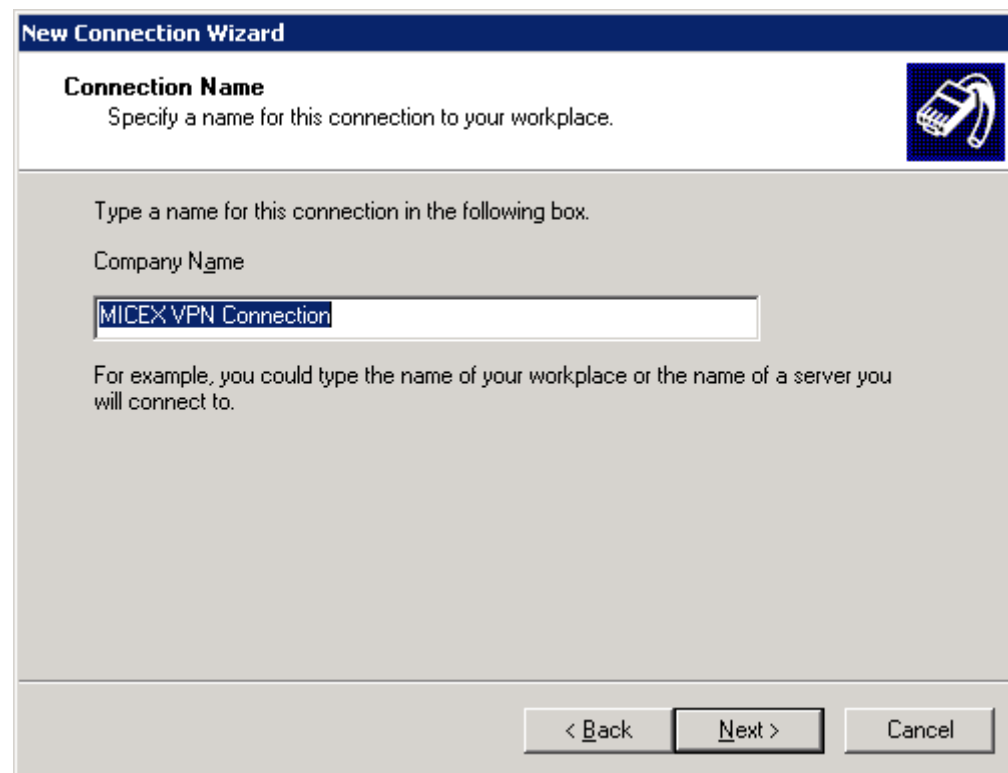 New Connection Wizard
Connection Name
Specify a name for this connection to your workplace.
Type a name for this connection in the following box.
Company Name
MICEX VPN Connection
For example, you could type the name of your workplace or the name of a server you
will connect to.
< Back Next > Cancel